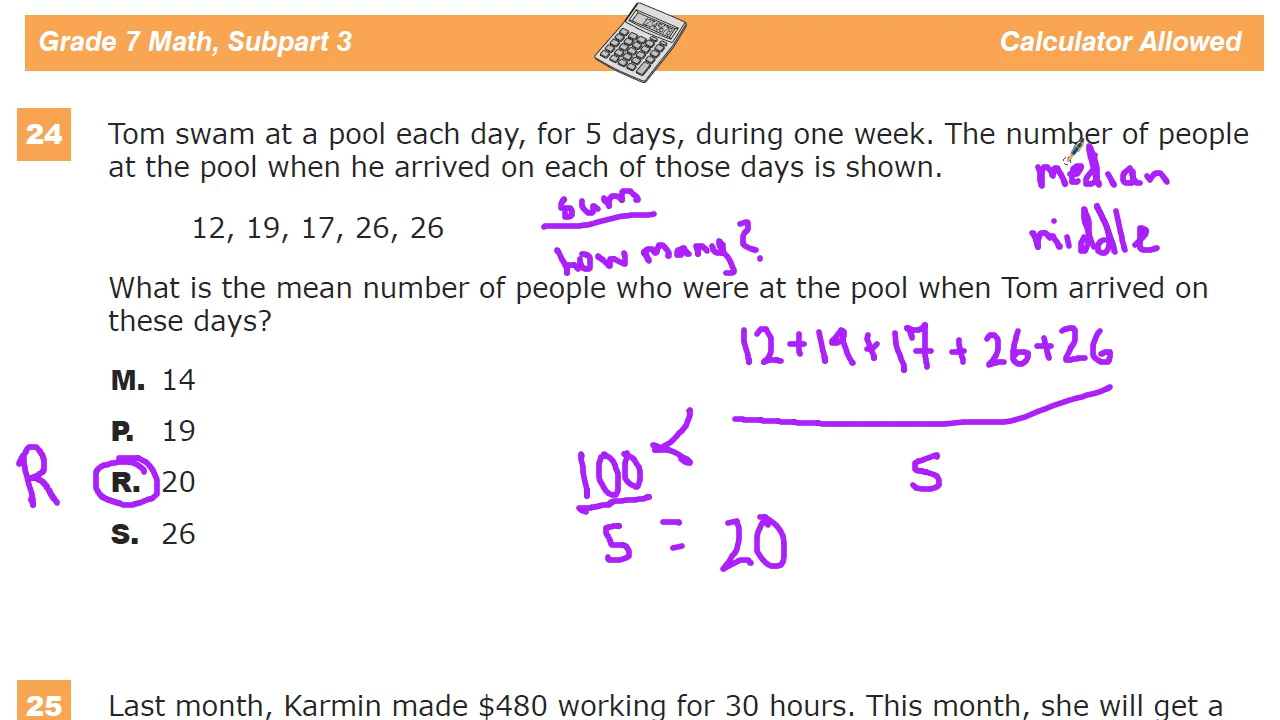 Grade 7 Math, Subpart 3
Calculator Allowed
24 Tom swam at a pool each day, for 5 days, during one week. The number of people
at the pool when he arrived on each of those days is shown.
median
12, 19, 17, 26, 26
sum
how many?
middle
What is the mean number of people who were at the pool when Tom arrived on
these days?
12+19+17+26+26
5
M. 14
P. 19
R R. 20
S. 26
100
5 = 20
25 Last month, Karmin made $480 working for 30 hours. This month, she will get a